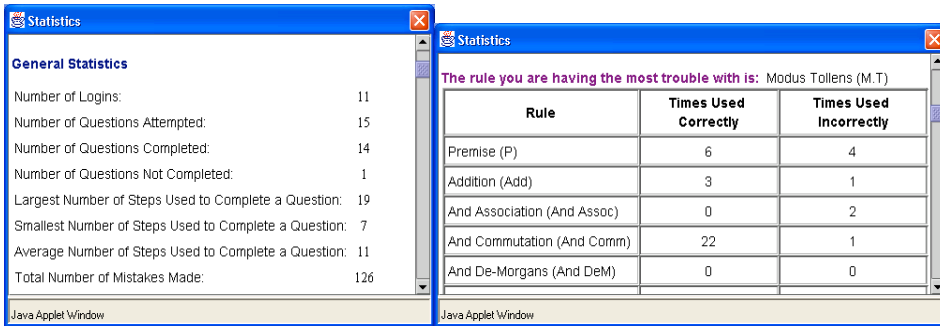 Statistics
General Statistics
Number of Logins: 11
Number of Questions Attempted: 15
Number of Questions Completed: 14
Number of Questions Not Completed: 1
Largest Number of Steps Used to Complete a Question: 19
Smallest Number of Steps Used to Complete a Question: 7
Average Number of Steps Used to Complete a Question: 11
Total Number of Mistakes Made: 126
Java Applet Window
Statistics
The rule you are having the most trouble with is: Modus Tollens (M.T)
Rule Times Used Correctly Times Used Incorrectly
Premise (P) 6 4
Addition (Add) 3 1
And Association (And Assoc) 0 2
And Commutation (And Comm) 22 1
And De-Morgans (And DeM) 0 0
Java Applet Window